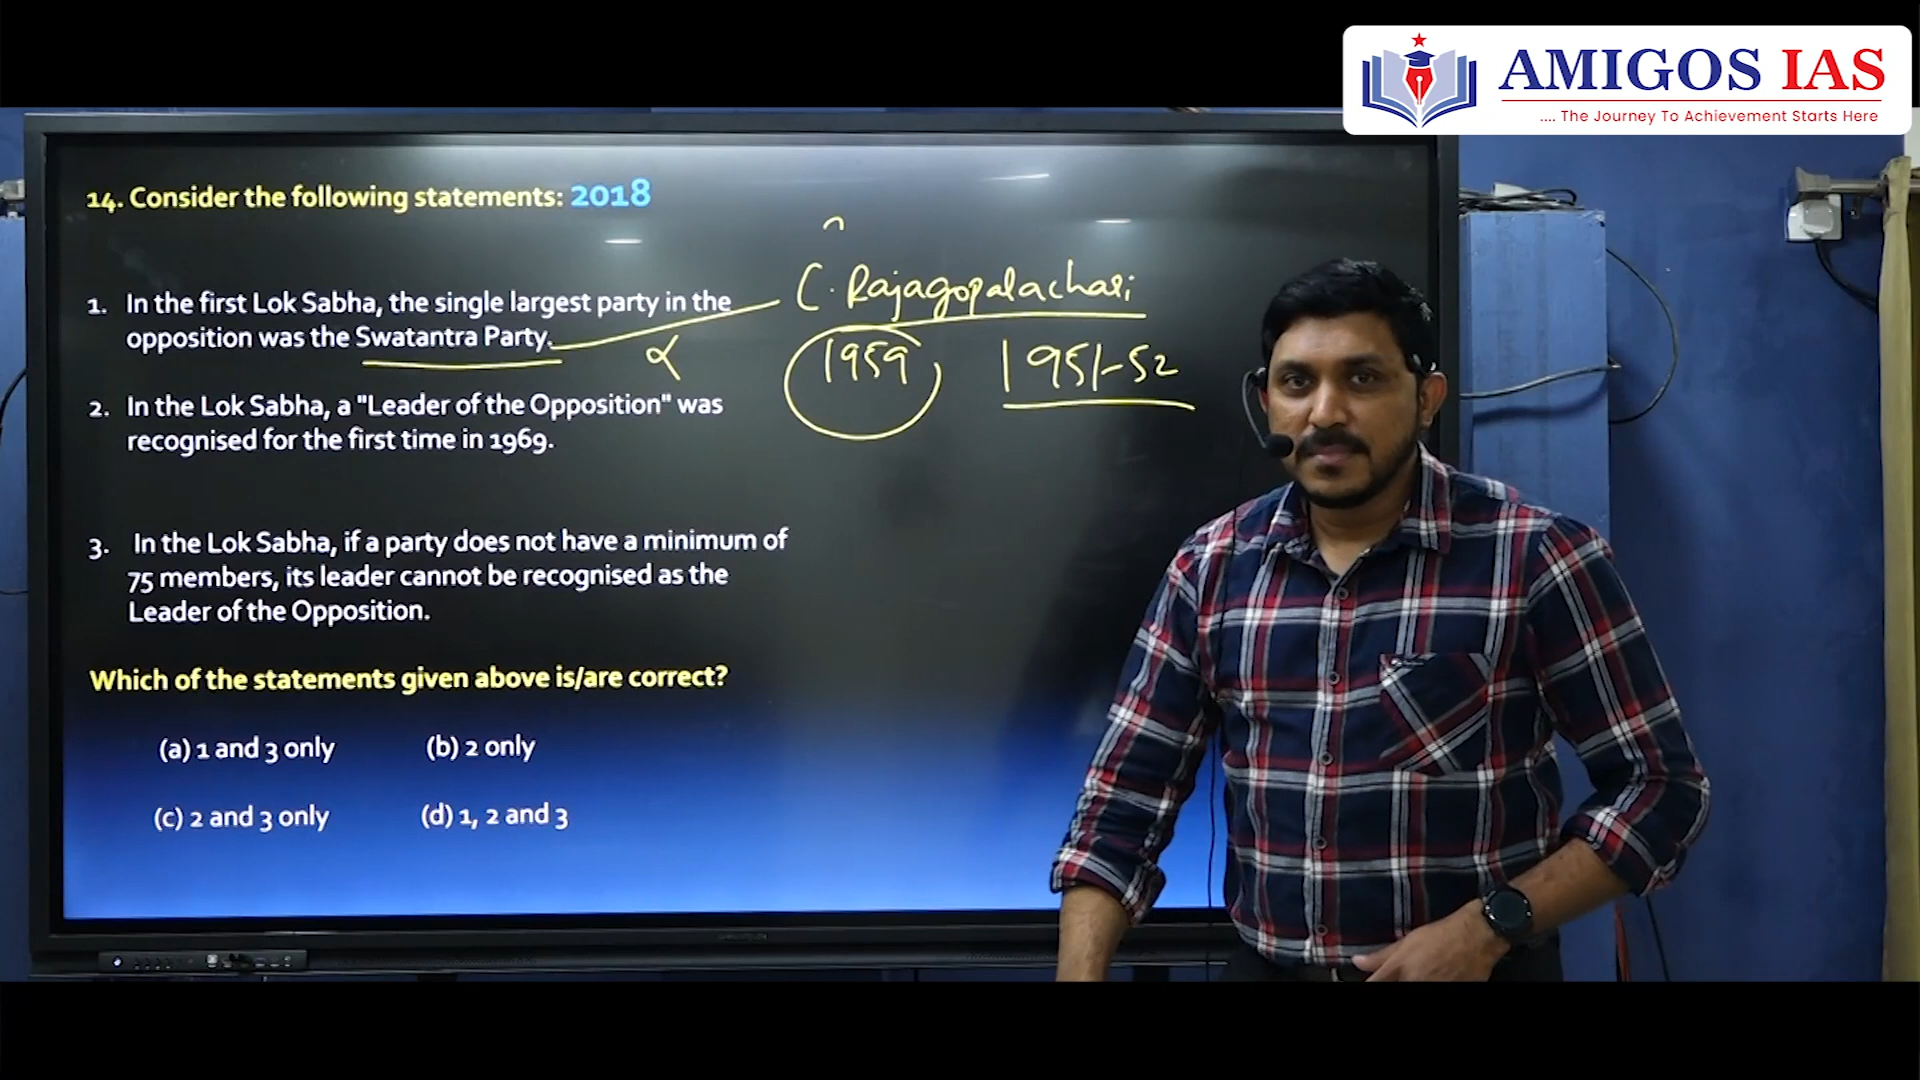 AMIGOS IAS
.... The Journey To Achievement Starts Here
14. Consider the following statements: 2018
1. In the first Lok Sabha, the single largest party in the
opposition was the Swatantra Party.
C. Rajagopalachari
1959 1951-52
2. In the Lok Sabha, a "Leader of the Opposition" was
recognised for the first time in 1969.
3. In the Lok Sabha, if a party does not have a minimum of
75 members, its leader cannot be recognised as the
Leader of the Opposition.
Which of the statements given above is/are correct?
(a) 1 and 3 only (b) 2 only
(c) 2 and 3 only (d) 1, 2 and 3